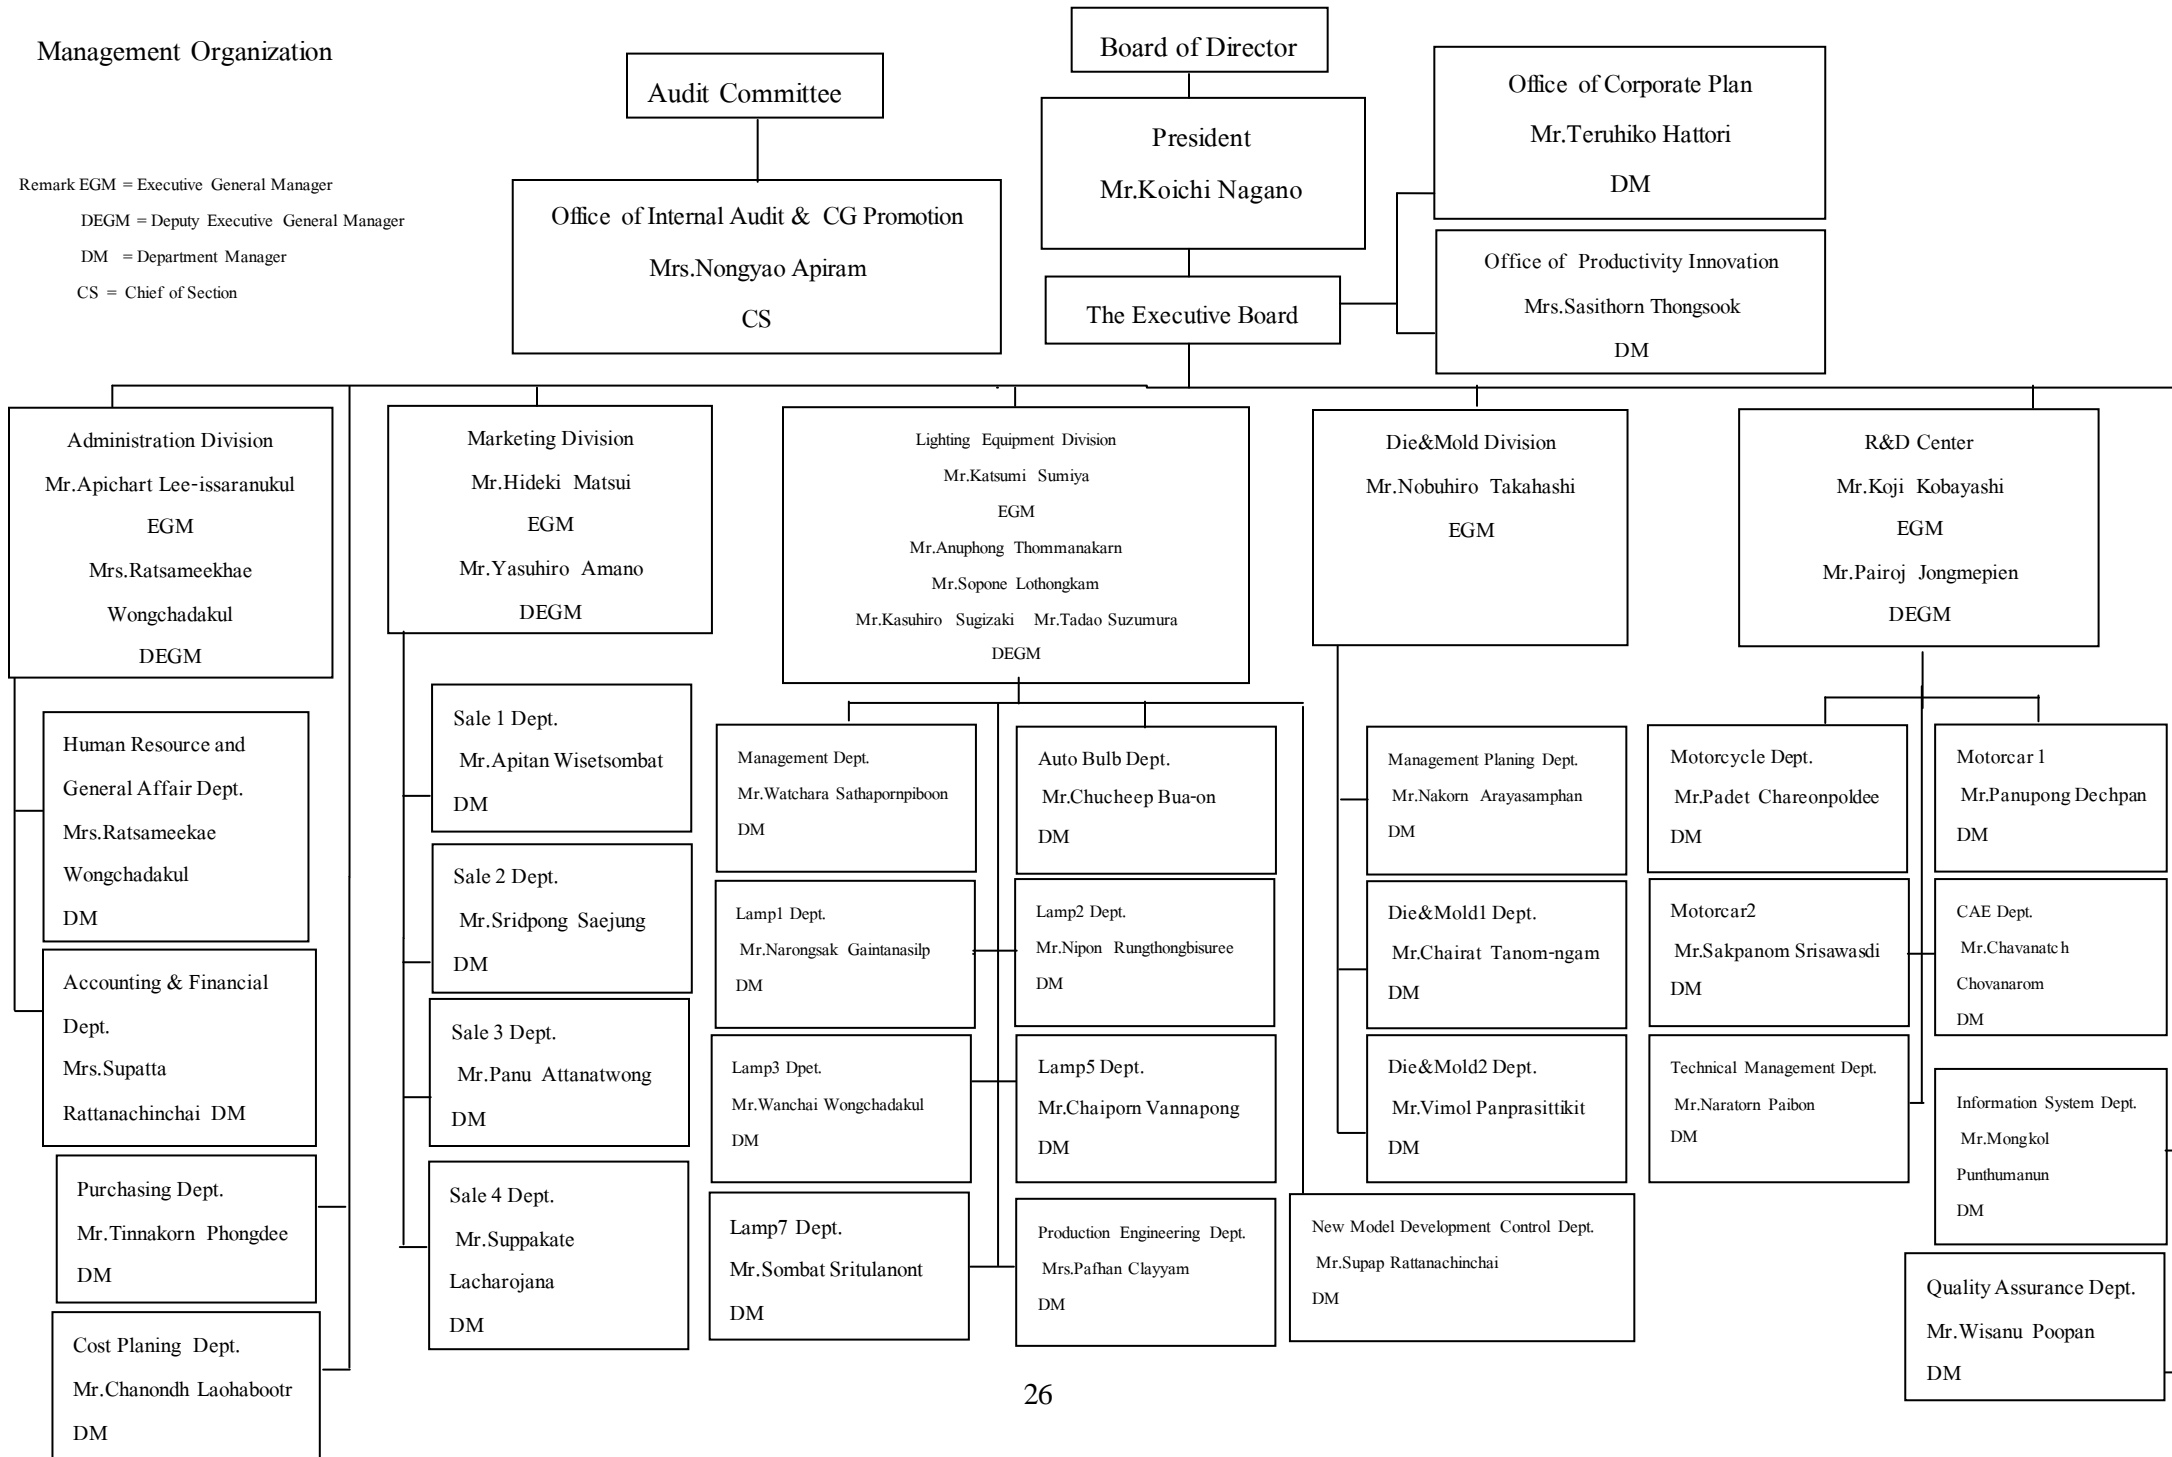 Management Organization
Remark EGM = Executive General Manager
DEGM = Deputy Executive General Manager
DM = Department Manager
CS = Chief of Section
Audit Committee
Office of Internal Audit & CG Promotion
Mrs.Nongyao Apiram
CS
Board of Director
President
Mr.Koichi Nagano
The Executive Board
Office of Corporate Plan
Mr.Teruhiko Hattori
DM
Office of Productivity Innovation
Mrs.Sasithorn Thongsook
DM
Administration Division
Mr.Apichart Lee-issaranukul
EGM
Mrs.Ratsameekhae
Wongchadakul
DEGM
Human Resource and
General Affair Dept.
Mrs.Ratsameekae
Wongchadakul
DM
Accounting & Financial
Dept.
Mrs.Supatta
Rattanachinchai DM
Purchasing Dept.
Mr.Tinnakorn Phongdee
DM
Cost Planing Dept.
Mr.Chanondh Laohabootr
DM
Marketing Division
Mr.Hideki Matsui
EGM
Mr.Yasuhiro Amano
DEGM
Sale 1 Dept.
Mr.Apitan Wisetsombat
DM
Sale 2 Dept.
Mr.Sridpong Saejung
DM
Sale 3 Dept.
Mr.Panu Attanatwong
DM
Sale 4 Dept.
Mr.Suppakate
Lacharojana
DM
Lighting Equipment Division
Mr.Katsumi Sumiya
EGM
Mr.Anuphong Thommanakarn
Mr.Sopone Lothongkam
Mr.Kasuhiro Sugizaki Mr.Tadao Suzumura
DEGM
Management Dept.
Mr.Watchara Sathapornpiboon
DM
Auto Bulb Dept.
Mr.Chucheep Bua-on
DM
Lamp1 Dept.
Mr.Narongsak Gaintanasilp
DM
Lamp2 Dept.
Mr.Nipon Rungthongbisuree
DM
Lamp3 Dpet.
Mr.Wanchai Wongchadakul
DM
Lamp5 Dept.
Mr.Chaiporn Vannapong
DM
Lamp7 Dept.
Mr.Sombat Sritulanont
DM
Production Engineering Dept.
Mrs.Pafhan Clayyam
DM
New Model Development Control Dept.
Mr.Supap Rattanachinchai
DM
Die&Mold Division
Mr.Nobuhiro Takahashi
EGM
Management Planing Dept.
Mr.Nakorn Arayasamphan
DM
Die&Mold1 Dept.
Mr.Chairat Tanom-ngam
DM
Die&Mold2 Dept.
Mr.Vimol Panprasittikit
DM
R&D Center
Mr.Koji Kobayashi
EGM
Mr.Pairoj Jongmepien
DEGM
Motorcycle Dept.
Mr.Padet Chareonpoldee
DM
Motorcar 1
Mr.Panupong Dechpan
DM
Motorcar2
Mr.Sakpanom Srisawasdi
DM
CAE Dept.
Mr.Chavanatch
Chovanarom
DM
Technical Management Dept.
Mr.Naratorn Paibon
DM
Information System Dept.
Mr.Mongkol
Punthumanun
DM
Quality Assurance Dept.
Mr.Wisanu Poopan
DM
26